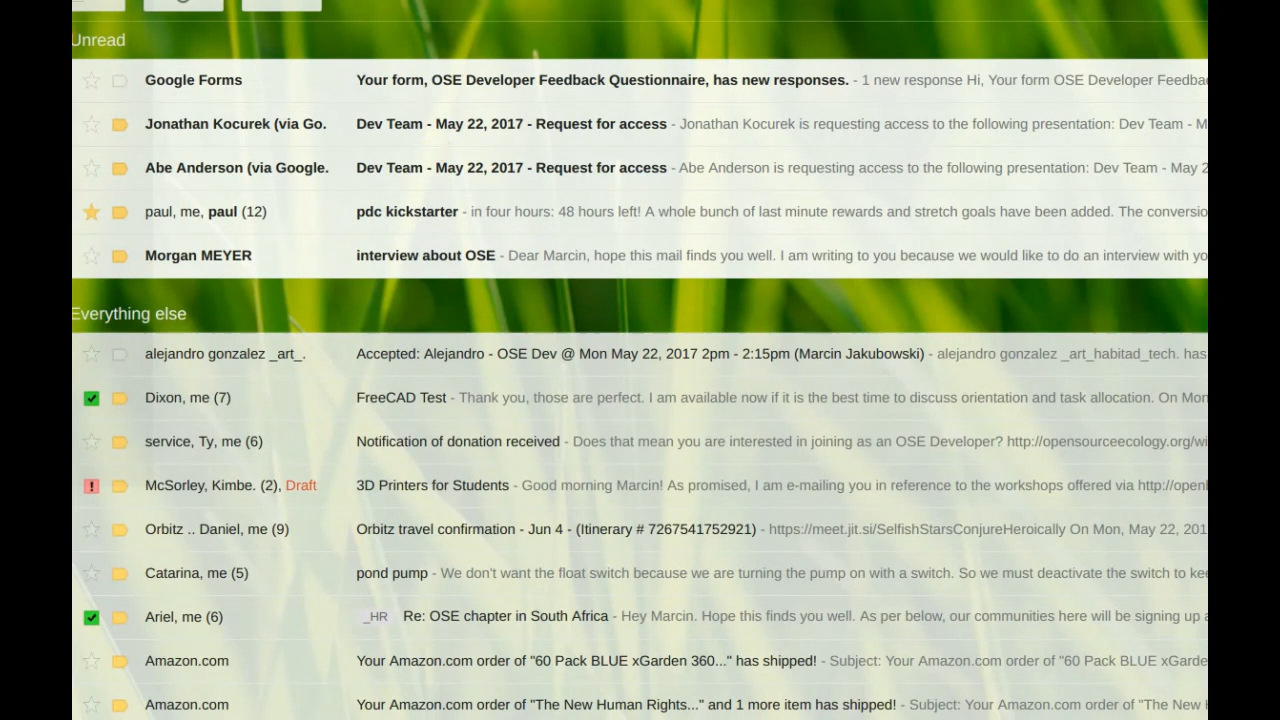 Unread
Google Forms Your form, OSE Developer Feedback Questionnaire, has new responses. - 1 new response Hi, Your form OSE Developer Feedba
Jonathan Kocurek (via Go. Dev Team - May 22, 2017 - Request for access - Jonathan Kocurek is requesting access to the following presentation: Dev Team - M
Abe Anderson (via Google. Dev Team - May 22, 2017 - Request for access - Abe Anderson is requesting access to the following presentation: Dev Team - May 2
paul, me, paul (12) pdc kickstarter - in four hours: 48 hours left! A whole bunch of last minute rewards and stretch goals have been added. The conversio
Morgan MEYER interview about OSE - Dear Marcin, hope this mail finds you well. I am writing to you because we would like to do an interview with yo
Everything else
alejandro gonzalez _art_. Accepted: Alejandro - OSE Dev @ Mon May 22, 2017 2pm - 2:15pm (Marcin Jakubowski) - alejandro gonzalez _art_habitad_tech. has
Dixon, me (7) FreeCAD Test - Thank you, those are perfect. I am available now if it is the best time to discuss orientation and task allocation. On Mon
service, Ty, me (6) Notification of donation received - Does that mean you are interested in joining as an OSE Developer? http://opensourceecology.org/wi
McSorley, Kimbe. (2), Draft 3D Printers for Students - Good morning Marcin! As promised, I am e-mailing you in reference to the workshops offered via http://open
Orbitz .. Daniel, me (9) Orbitz travel confirmation - Jun 4 - (Itinerary # 7267541752921) - https://meet.jit.si/SelfishStarsConjureHeroically On Mon, May 22, 201
Catarina, me (5) pond pump - We don't want the float switch because we are turning the pump on with a switch. So we must deactivate the switch to kee
Ariel, me (6) _HR Re: OSE chapter in South Africa - Hey Marcin. Hope this finds you well. As per below, our communities here will be signing up a
Amazon.com Your Amazon.com order of "60 Pack BLUE xGarden 360..." has shipped! - Subject: Your Amazon.com order of "60 Pack BLUE xGarde
Amazon.com Your Amazon.com order of "The New Human Rights..." and 1 more item has shipped! - Subject: Your Amazon.com order of "The New